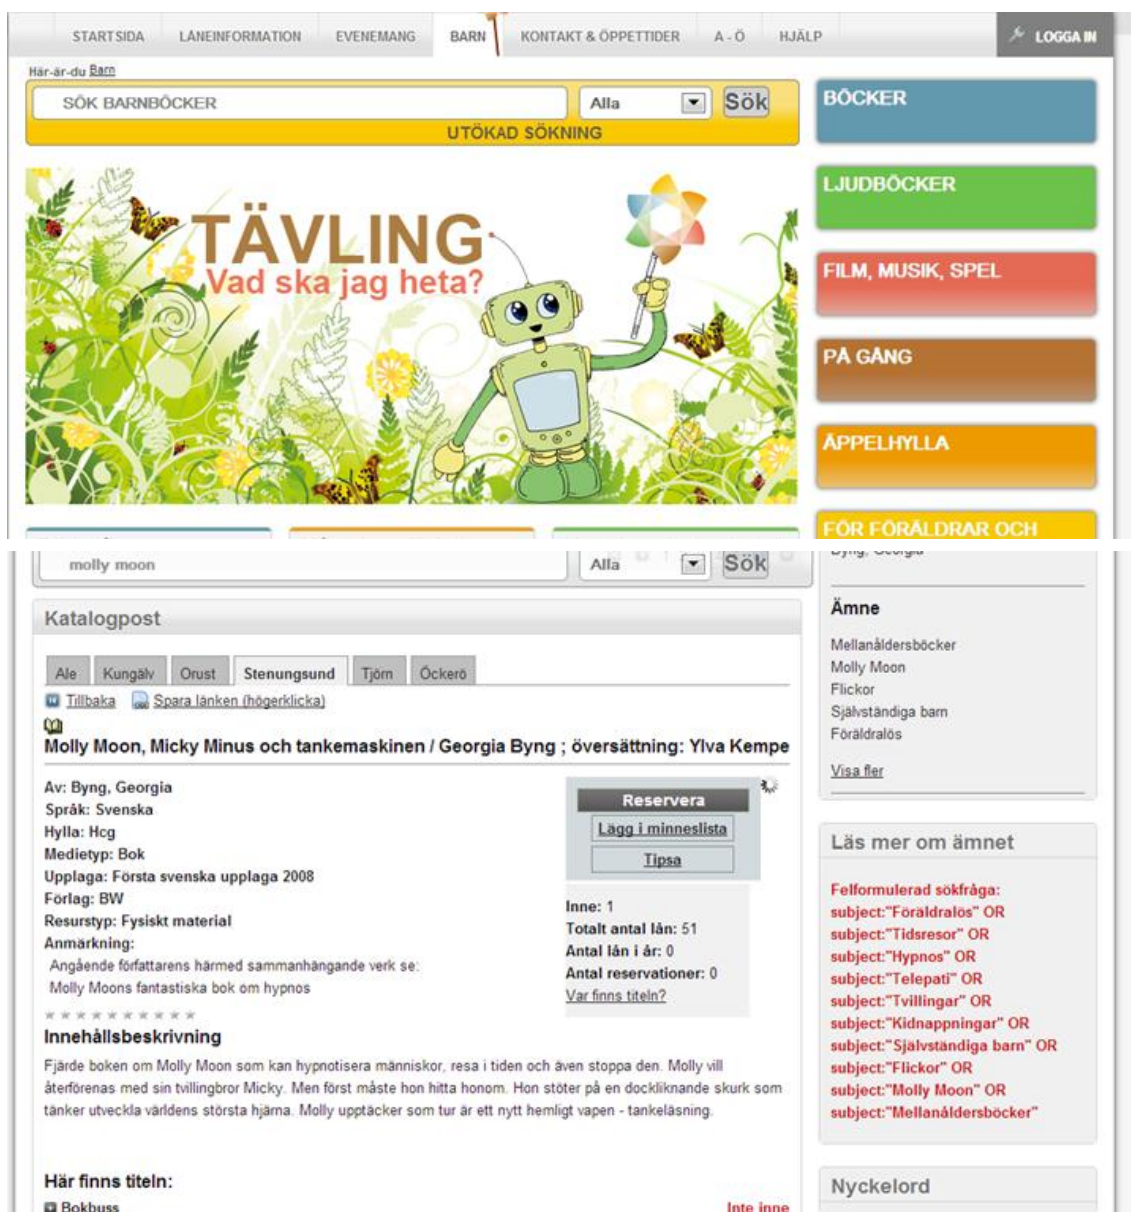 STARTSIDA LÅNEINFORMATION EVENEMANG BARN KONTAKT & ÖPPETTIDER A - Ö HJÄLP LOGGA IN
Här-är-du Barn
SÖK BARNBÖCKER Alla Sök
UTÖKAD SÖKNING
TÄVLING
Vad ska jag heta?
BÖCKER
LJUDBÖCKER
FILM, MUSIK, SPEL
PÅ GÅNG
ÄPPELHYLLA
FÖR FÖRÄLDRAR OCH
molly moon Alla Sök
Katalogpost
Ale Kungälv Orust Stenungsund Tjörn Öckerö
Tillbaka Spara länken (högerklicka)
Molly Moon, Micky Minus och tankemaskinen / Georgia Byng ; översättning: Ylva Kempe
Av: Byng, Georgia
Språk: Svenska
Hylla: Hcg
Medietyp: Bok
Upplaga: Första svenska upplaga 2008
Förlag: BW
Resurstyp: Fysiskt material
Anmärkning:
Angående författarens härmed sammanhängande verk se:
Molly Moons fantastiska bok om hypnos
Reservera
Lägg i minneslista
Tipsa
Inne: 1
Totalt antal lån: 51
Antal lån i år: 0
Antal reservationer: 0
Var finns titeln?
Innehållsbeskrivning
Fjärde boken om Molly Moon som kan hypnotisera människor, resa i tiden och även stoppa den. Molly vill
återförenas med sin tvillingbror Micky. Men först måste hon hitta honom. Hon stöter på en dockliknande skurk som
tänker utveckla världens största hjärna. Molly upptäcker som tur är ett nytt hemligt vapen - tankeläsning.
Här finns titeln:
Bokbuss Inte inne
Byng, Georgia
Ämne
Mellanåldersböcker
Molly Moon
Flickor
Självständiga barn
Föräldralös
Visa fler
Läs mer om ämnet
Felformulerad sökfråga:
subject:"Föräldralös" OR
subject:"Tidsresor" OR
subject:"Hypnos" OR
subject:"Telepati" OR
subject:"Tvillingar" OR
subject:"Kidnappningar" OR
subject:"Självständiga barn" OR
subject:"Flickor" OR
subject:"Molly Moon" OR
subject:"Mellanåldersböcker"
Nyckelord